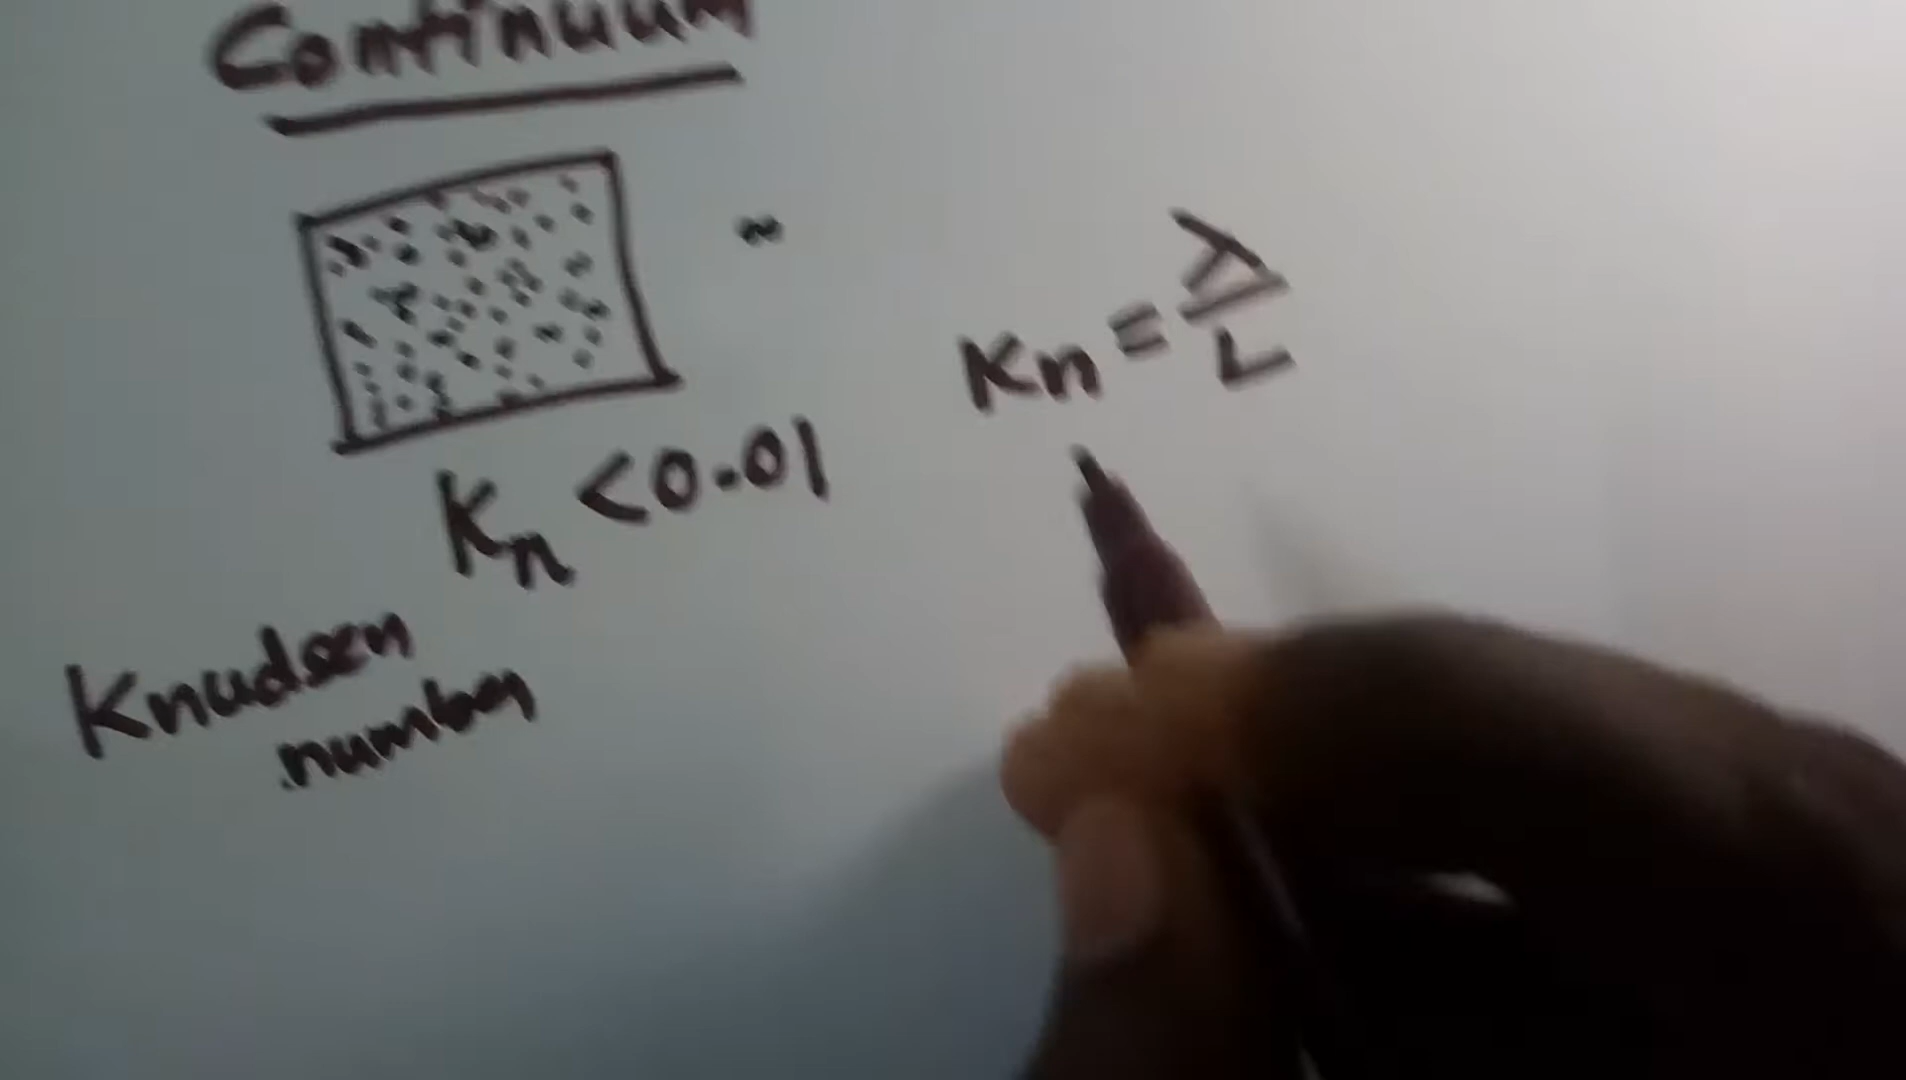 Continuum
Kn = λ/L
Kn <0.01
Knudsen
number